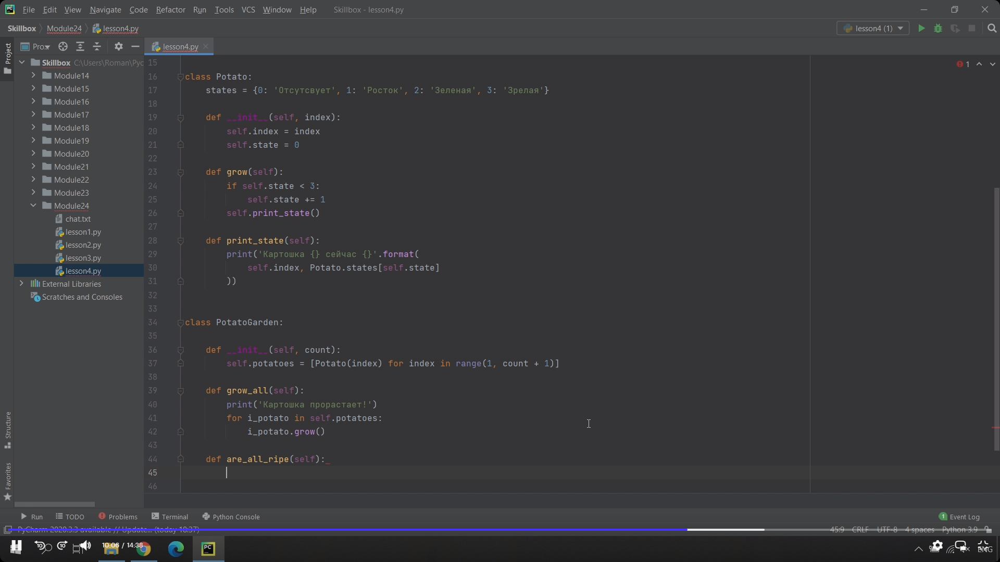 File Edit View Navigate Code Refactor Run Tools VCS Window Help Skillbox - lesson4.py
Skillbox Module24 lesson4.py lesson4 (1)
Project
Pro... lesson4.py
Skillbox C:\Users\Roman\Pyc
Module14
Module15
Module16
Module17
Module18
Module19
Module20
Module21
Module22
Module23
Module24
chat.txt
lesson1.py
lesson2.py
lesson3.py
lesson4.py
External Libraries
Scratches and Consoles
1
15
16 class Potato:
17 states = {0: 'Отсутсвует', 1: 'Росток', 2: 'Зеленая', 3: 'Зрелая'}
18
19 def __init__(self, index):
20 self.index = index
21 self.state = 0
22
23 def grow(self):
24 if self.state < 3:
25 self.state += 1
26 self.print_state()
27
28 def print_state(self):
29 print('Картошка {} сейчас {}'.format(
30 self.index, Potato.states[self.state]
31 ))
32
33
34 class PotatoGarden:
35
36 def __init__(self, count):
37 self.potatoes = [Potato(index) for index in range(1, count + 1)]
38
39 def grow_all(self):
40 print('Картошка прорастает!')
41 for i_potato in self.potatoes:
42 i_potato.grow()
43
44 def are_all_ripe(self):
45
46
Structure
Favorites
Run TODO Problems Terminal Python Console 1 Event Log
PyCharm 2020.3.3 available // Update... (today 18:37) 45:9 CRLF UTF-8 4 spaces Python 3.9
10 10 10:06 / 14:38 PC ENG